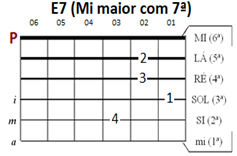 E7 (Mi maior com 7ª)
06 05 04 03 02 01
P MI (6ª)
2 LÁ (5ª)
3 RÉ (4ª)
i 1 SOL (3ª)
m 4 SI (2ª)
a mi (1ª)